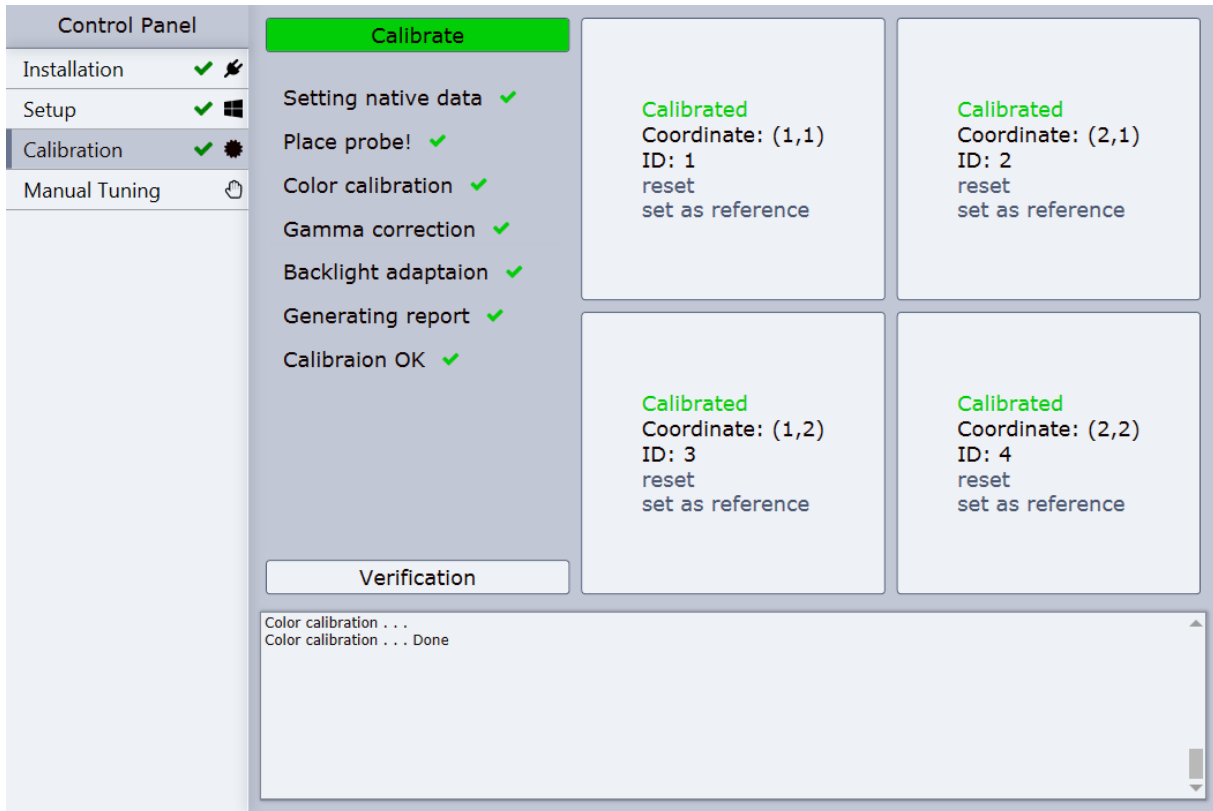 Control Panel
Installation
Setup
Calibration
Manual Tuning
Calibrate
Setting native data
Place probe!
Color calibration
Gamma correction
Backlight adaptaion
Generating report
Calibraion OK
Verification
Calibrated
Coordinate: (1,1)
ID: 1
reset
set as reference
Calibrated
Coordinate: (2,1)
ID: 2
reset
set as reference
Calibrated
Coordinate: (1,2)
ID: 3
reset
set as reference
Calibrated
Coordinate: (2,2)
ID: 4
reset
set as reference
Color calibration . . .
Color calibration . . . Done